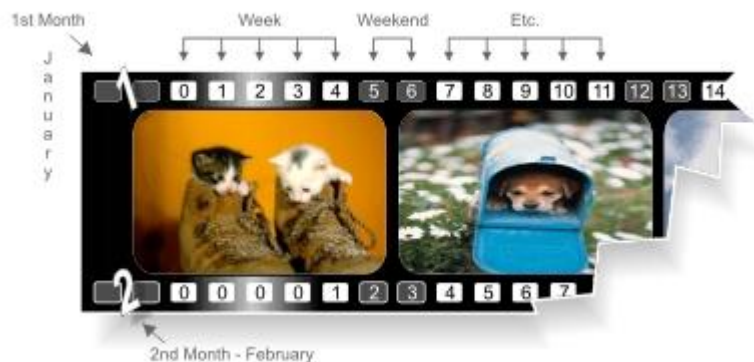 1st Month Week Weekend Etc.
January
1 0 1 2 3 4 5 6 7 8 9 10 11 12 13 14
2 0 0 0 0 1 2 3 4 5 6 7
2nd Month - February